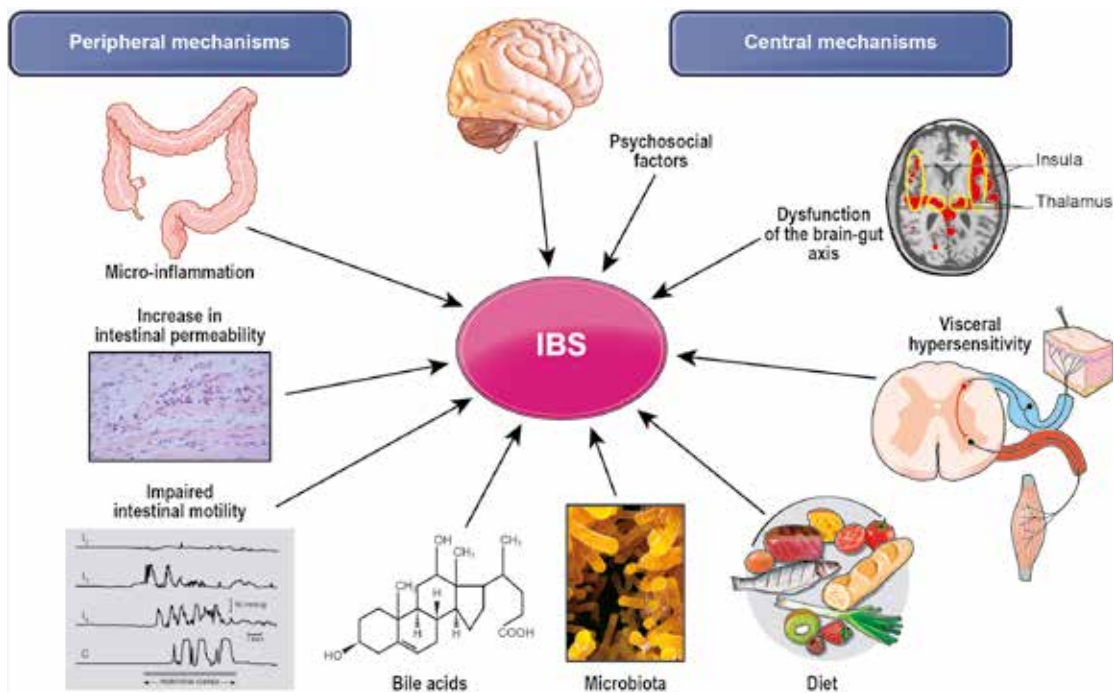 Peripheral mechanisms
Central mechanisms
Psychosocial
factors
Insula
Thalamus
Dysfunction
of the brain-gut
axis
Micro-inflammation
Increase in
intestinal permeability
IBS
Visceral
hypersensitivity
Impaired
intestinal motility
C
OH
CH₃
CH₃
CH₃
H
H
H
HO
COOH
Bile acids
Microbiota
Diet